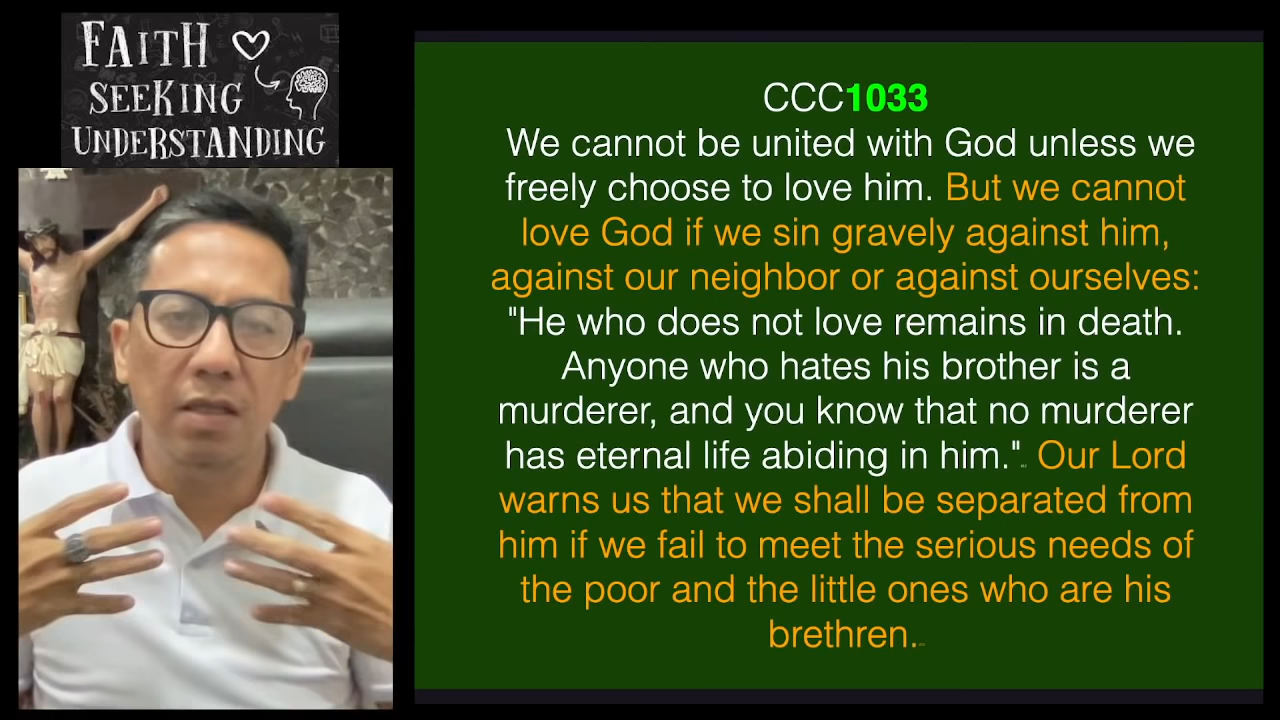 FAITH
SEEKING
UNDERSTANDING
CCC1033
We cannot be united with God unless we
freely choose to love him. But we cannot
love God if we sin gravely against him,
against our neighbor or against ourselves:
"He who does not love remains in death.
Anyone who hates his brother is a
murderer, and you know that no murderer
has eternal life abiding in him." Our Lord
warns us that we shall be separated from
him if we fail to meet the serious needs of
the poor and the little ones who are his
brethren.